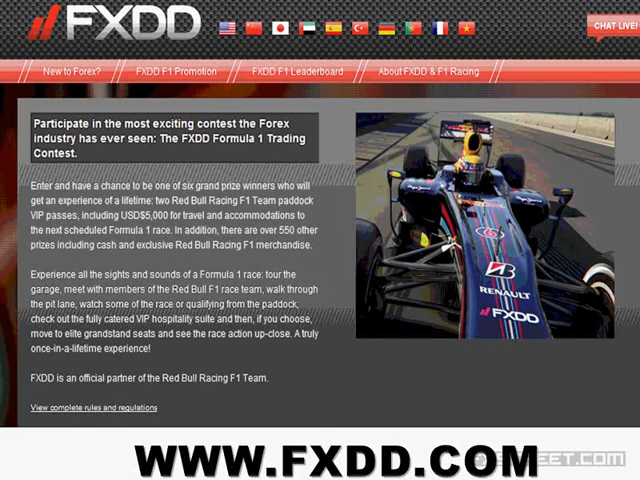 FXDD
CHAT LIVE!
New to Forex?
FXDD F1 Promotion
FXDD F1 Leaderboard
About FXDD & F1 Racing
Participate in the most exciting contest the Forex
industry has ever seen: The FXDD Formula 1 Trading
Contest.
Enter and have a chance to be one of six grand prize winners who will
get an experience of a lifetime: two Red Bull Racing F1 Team paddock
VIP passes, including USD$5,000 for travel and accommodations to
the next scheduled Formula 1 race. In addition, there are over 550 other
prizes including cash and exclusive Red Bull Racing F1 merchandise.
Experience all the sights and sounds of a Formula 1 race: tour the
garage, meet with members of the Red Bull F1 race team, walk through
the pit lane, watch some of the race or qualifying from the paddock,
check out the fully catered VIP hospitality suite and then, if you choose,
move to elite grandstand seats and see the race action up-close. A truly
once-in-a-lifetime experience!
FXDD is an official partner of the Red Bull Racing F1 Team.
View complete rules and regulations
RENAULT
FXDD
WWW.FXDD.COM